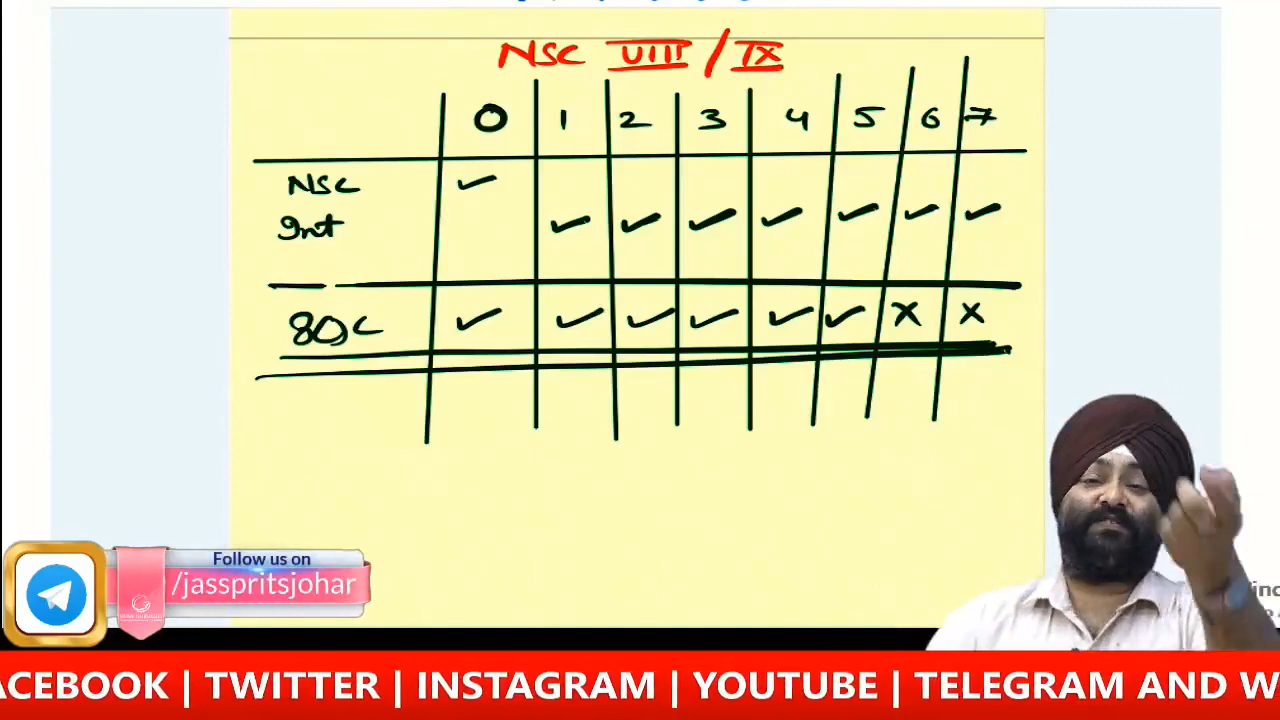 NSC VIII / IX
0 1 2 3 4 5 6 7
NSC ✓
Int ✓ ✓ ✓ ✓ ✓ ✓ ✓
80C ✓ ✓ ✓ ✓ ✓ ✓ x x
Follow us on
/jasspritsjohar
ACEBOOK | TWITTER | INSTAGRAM | YOUTUBE | TELEGRAM AND W